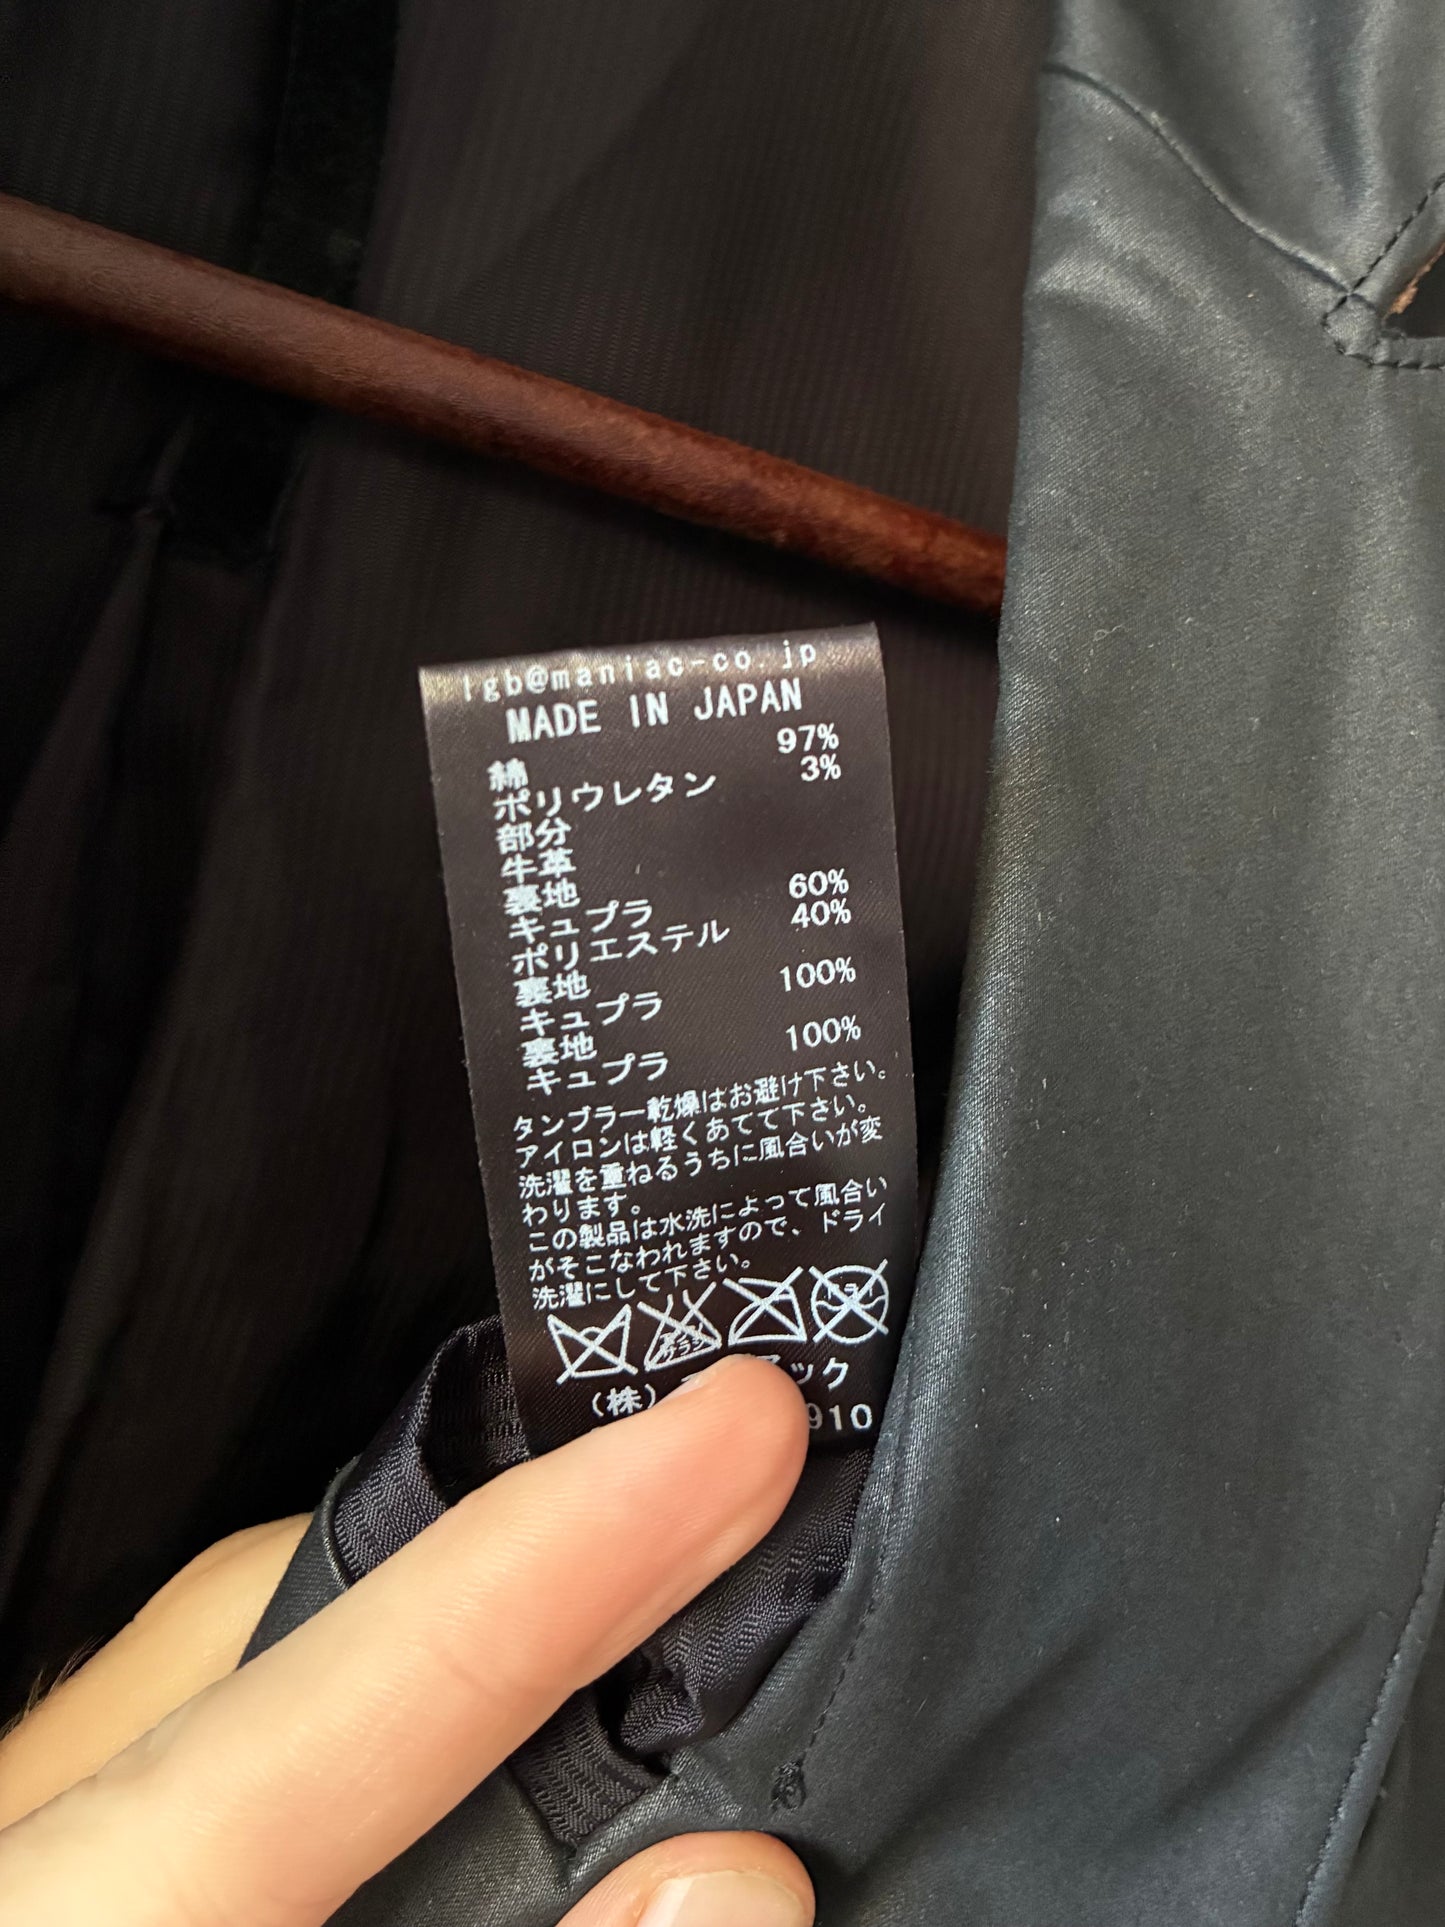 lgb@maniac-co.jp
MADE IN JAPAN
綿 97%
ポリウレタン 3%
部分
牛革
裏地
キュプラ 60%
ポリエステル 40%
裏地
キュプラ 100%
裏地
キュプラ 100%
タンブラー乾燥はお避け下さい。
アイロンは軽くあてて下さい。
洗濯を重ねるうちに風合いが変
わります。
この製品は水洗によって風合い
がそこなわれますので、ドライ
洗濯にして下さい。
(株) アック
910